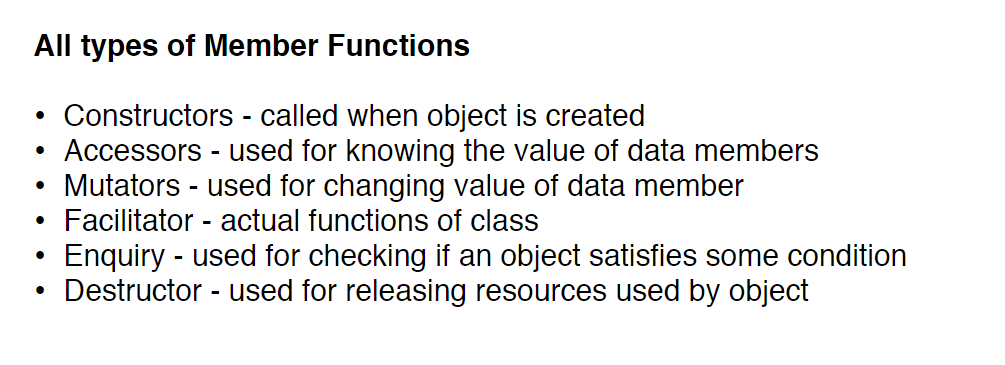 All types of Member Functions
• Constructors - called when object is created
• Accessors - used for knowing the value of data members
• Mutators - used for changing value of data member
• Facilitator - actual functions of class
• Enquiry - used for checking if an object satisfies some condition
• Destructor - used for releasing resources used by object